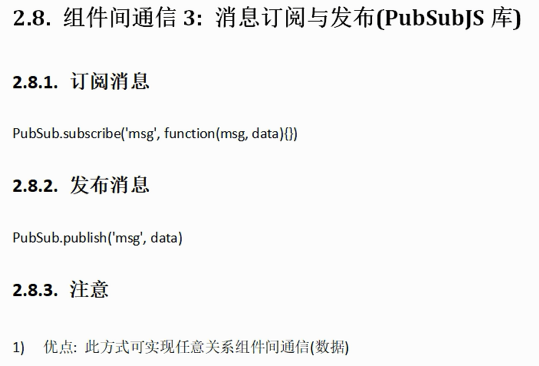 2.8. 组件间通信 3: 消息订阅与发布(PubSubJS 库)
2.8.1. 订阅消息
PubSub.subscribe('msg', function(msg, data){})
2.8.2. 发布消息
PubSub.publish('msg', data)
2.8.3. 注意
1) 优点: 此方式可实现任意关系组件间通信(数据)